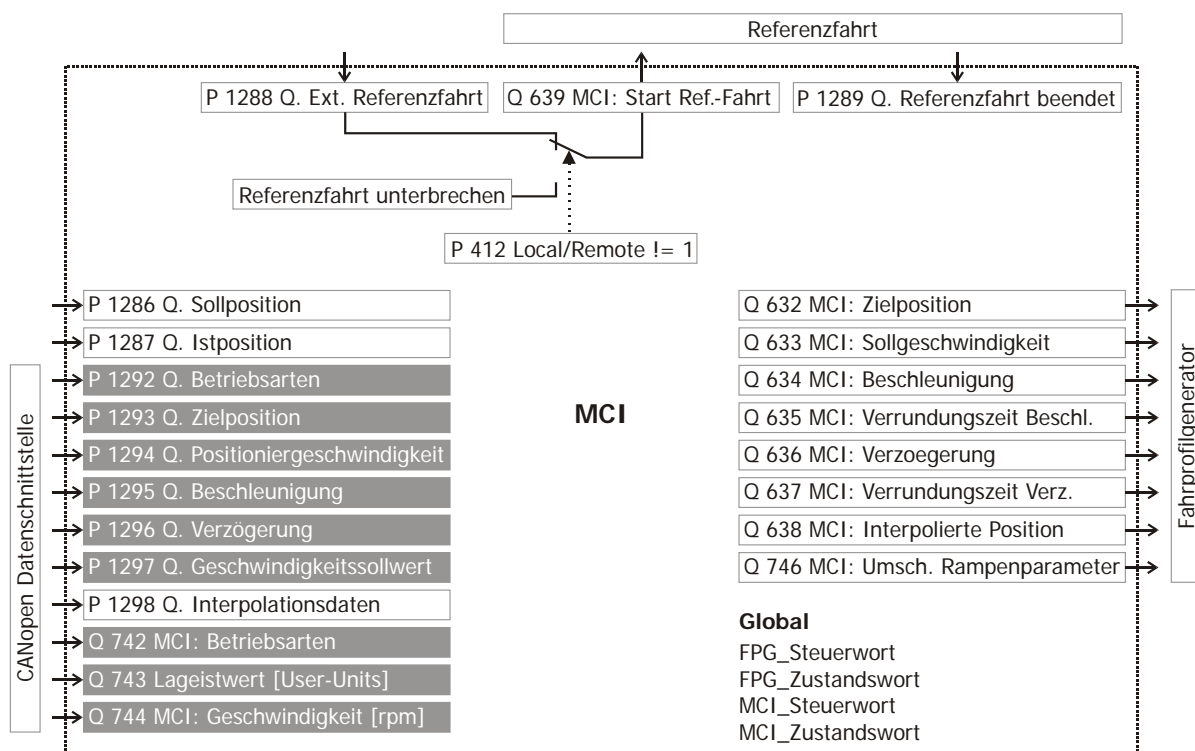 Referenzfahrt
P 1288 Q. Ext. Referenzfahrt
Q 639 MCI: Start Ref.-Fahrt
P 1289 Q. Referenzfahrt beendet
Referenzfahrt unterbrechen
P 412 Local/Remote != 1
CANopen Datenschnittstelle
P 1286 Q. Sollposition
P 1287 Q. Istposition
P 1292 Q. Betriebsarten
P 1293 Q. Zielposition
P 1294 Q. Positioniergeschwindigkeit
P 1295 Q. Beschleunigung
P 1296 Q. Verzögerung
P 1297 Q. Geschwindigkeitssollwert
P 1298 Q. Interpolationsdaten
Q 742 MCI: Betriebsarten
Q 743 Lageistwert [User-Units]
Q 744 MCI: Geschwindigkeit [rpm]
MCI
Q 632 MCI: Zielposition
Q 633 MCI: Sollgeschwindigkeit
Q 634 MCI: Beschleunigung
Q 635 MCI: Verrundungszeit Beschl.
Q 636 MCI: Verzoegerung
Q 637 MCI: Verrundungszeit Verz.
Q 638 MCI: Interpolierte Position
Q 746 MCI: Umsch. Rampenparameter
Fahrprofilgenerator
Global
FPG_Steuerwort
FPG_Zustandswort
MCI_Steuerwort
MCI_Zustandswort